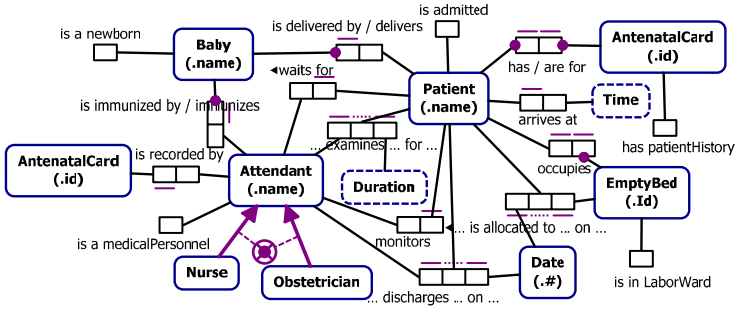 is a newborn
Baby
(.name)
is delivered by / delivers
is admitted
has / are for
AntenatalCard
(.id)
◄waits for
Patient
(.name)
Time
arrives at
has patientHistory
is immunized by / immunizes
... examines ... for ...
AntenatalCard
(.id)
is recorded by
Attendant
(.name)
Duration
occupies
EmptyBed
(.Id)
is a medicalPersonnel
monitors
◄... is allocated to ... on ...
Nurse
Obstetrician
Date
(.#)
is in LaborWard
... discharges ... on ...